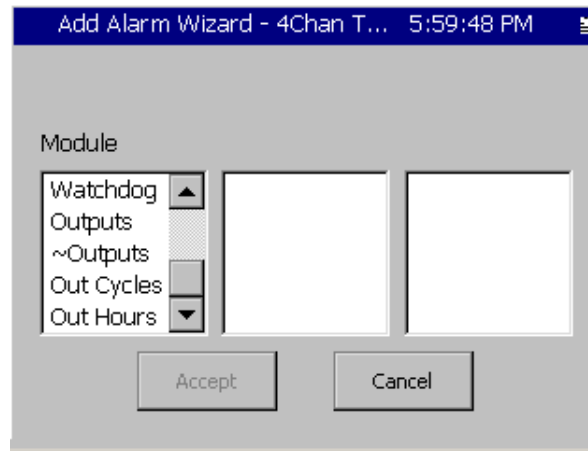 Add Alarm Wizard - 4Chan T... 5:59:48 PM
Module
Watchdog
Outputs
~Outputs
Out Cycles
Out Hours
Accept
Cancel